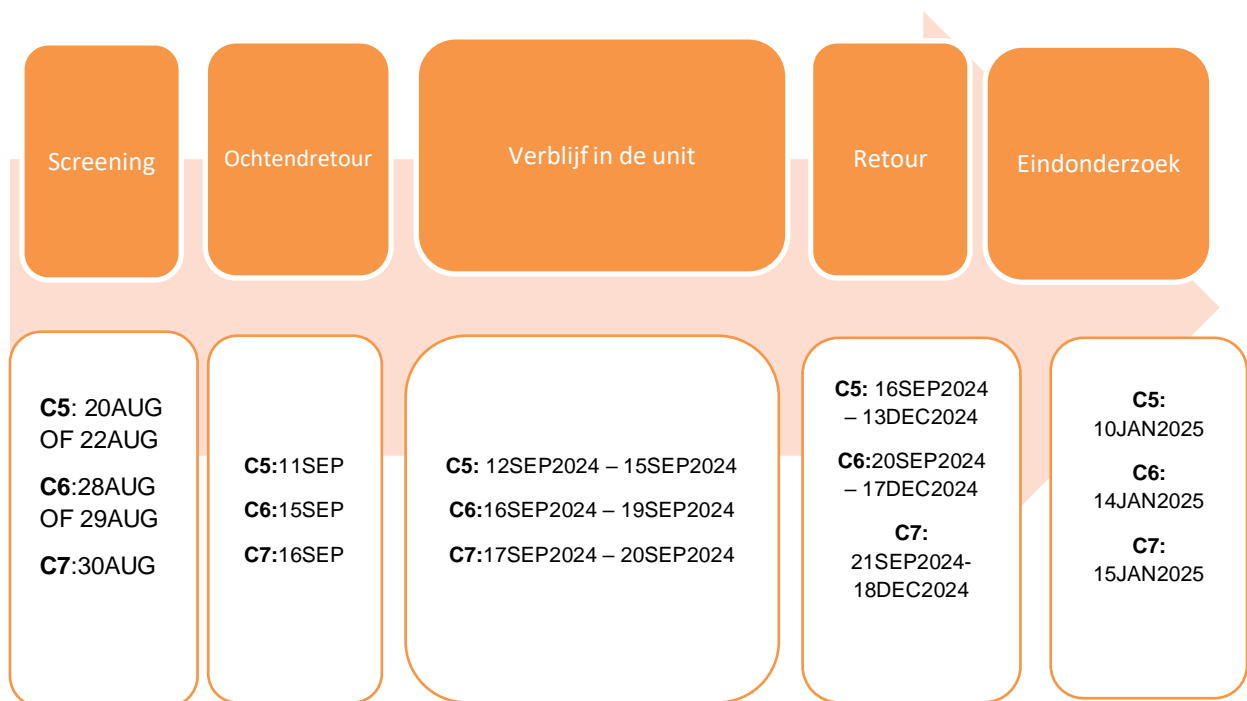 Screening
Ochtendretour
Verblijf in de unit
Retour
Eindonderzoek
C5: 20AUG
OF 22AUG
C6:28AUG
OF 29AUG
C7:30AUG
C5:11SEP
C6:15SEP
C7:16SEP
C5: 12SEP2024 – 15SEP2024
C6:16SEP2024 – 19SEP2024
C7:17SEP2024 – 20SEP2024
C5: 16SEP2024
– 13DEC2024
C6:20SEP2024
– 17DEC2024
C7:
21SEP2024-
18DEC2024
C5:
10JAN2025
C6:
14JAN2025
C7:
15JAN2025